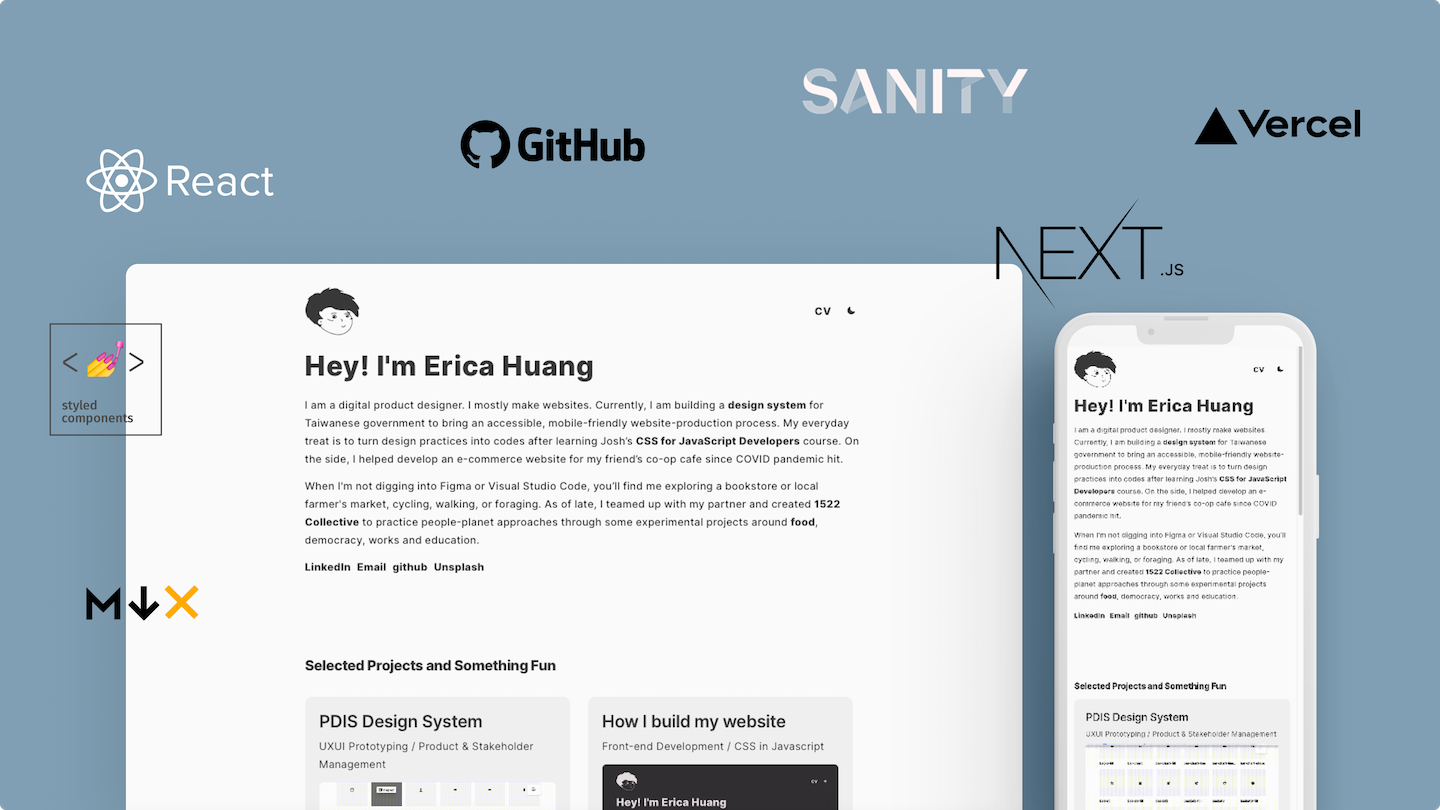 SANITY
Vercel
GitHub
React
NEXT.JS
CV
Hey! I'm Erica Huang
I am a digital product designer. I mostly make websites. Currently, I am building a design system for
Taiwanese government to bring an accessible, mobile-friendly website-production process. My everyday
treat is to turn design practices into codes after learning Josh’s CSS for JavaScript Developers course. On
the side, I helped develop an e-commerce website for my friend’s co-op cafe since COVID pandemic hit.
When I'm not digging into Figma or Visual Studio Code, you’ll find me exploring a bookstore or local
farmer's market, cycling, walking, or foraging. As of late, I teamed up with my partner and created 1522
Collective to practice people-planet approaches through some experimental projects around food,
democracy, works and education.
LinkedIn Email github Unsplash
Selected Projects and Something Fun
PDIS Design System
UXUI Prototyping / Product & Stakeholder
Management
How I build my website
Front-end Development / CSS in Javascript
CV
Hey! I'm Erica Huang
< >
styled
components
M
CV
Hey! I'm Erica Huang
I am a digital product designer. I mostly make websites.
Currently, I am building a design system for Taiwanese
government to bring an accessible, mobile-friendly website-
production process. My everyday treat is to turn design
practices into codes after learning Josh’s CSS for JavaScript
Developers course. On the side, I helped develop an e-
commerce website for my friend’s co-op cafe since COVID
pandemic hit.
When I'm not digging into Figma or Visual Studio Code, you’ll
find me exploring a bookstore or local farmer's market,
cycling, walking, or foraging. As of late, I teamed up with my
partner and created 1522 Collective to practice people-
planet approaches through some experimental projects
around food, democracy, works and education.
LinkedIn Email github Unsplash
Selected Projects and Something Fun
PDIS Design System
UXUI Prototyping / Product & Stakeholder Management